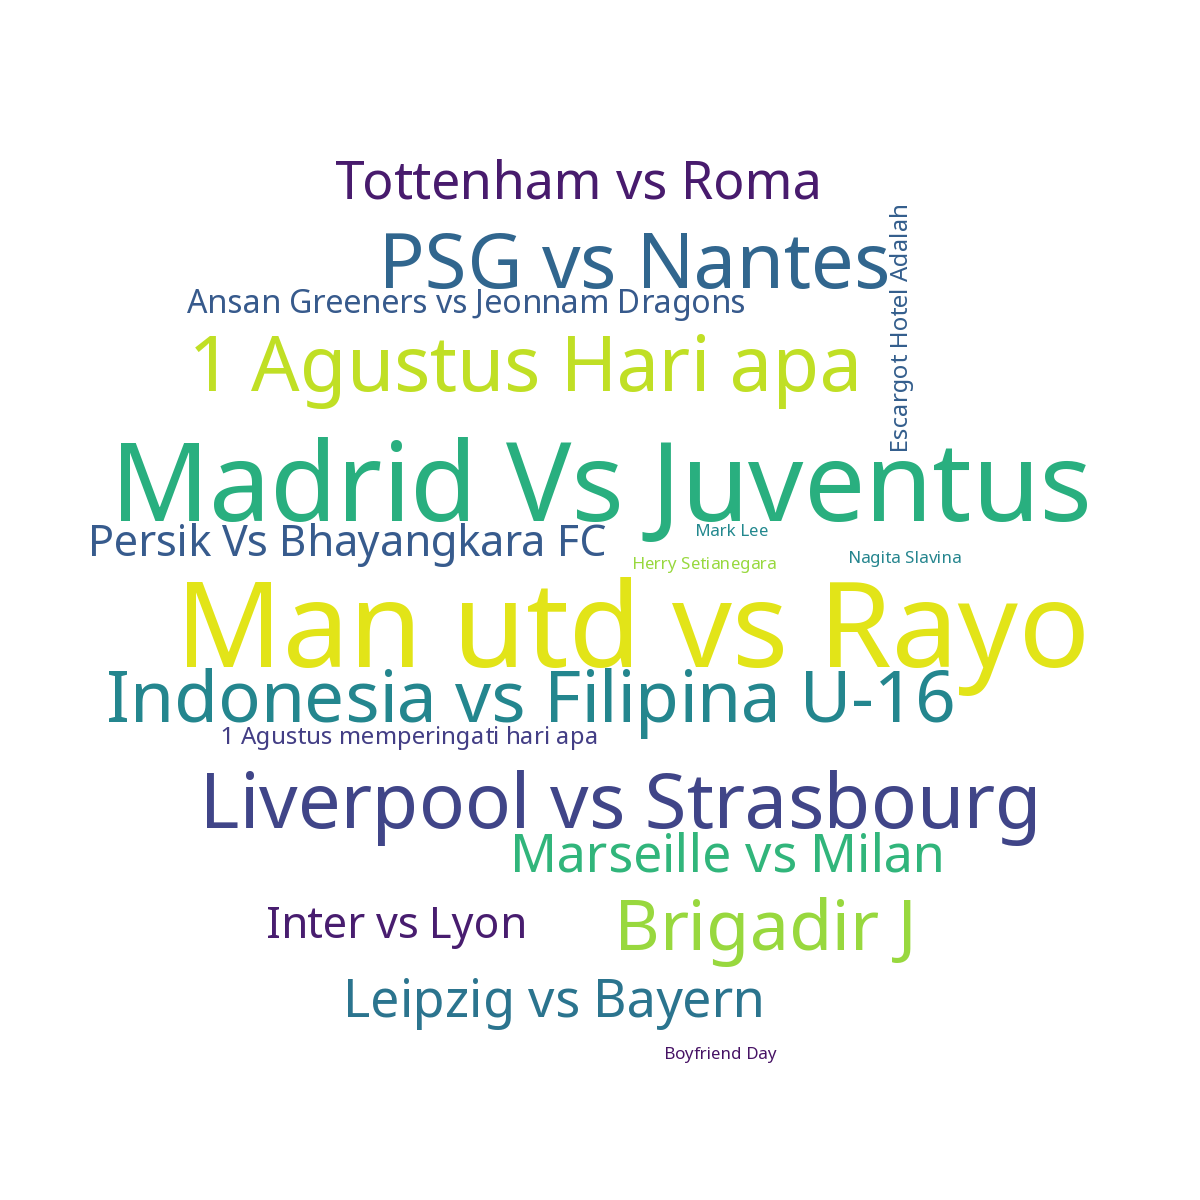 Tottenham vs Roma
PSG vs Nantes
Escargot Hotel Adalah
Ansan Greeners vs Jeonnam Dragons
1 Agustus Hari apa
Madrid Vs Juventus
Persik Vs Bhayangkara FC
Mark Lee
Nagita Slavina
Herry Setianegara
Man utd vs Rayo
Indonesia vs Filipina U-16
1 Agustus memperingati hari apa
Liverpool vs Strasbourg
Marseille vs Milan
Inter vs Lyon
Brigadir J
Leipzig vs Bayern
Boyfriend Day